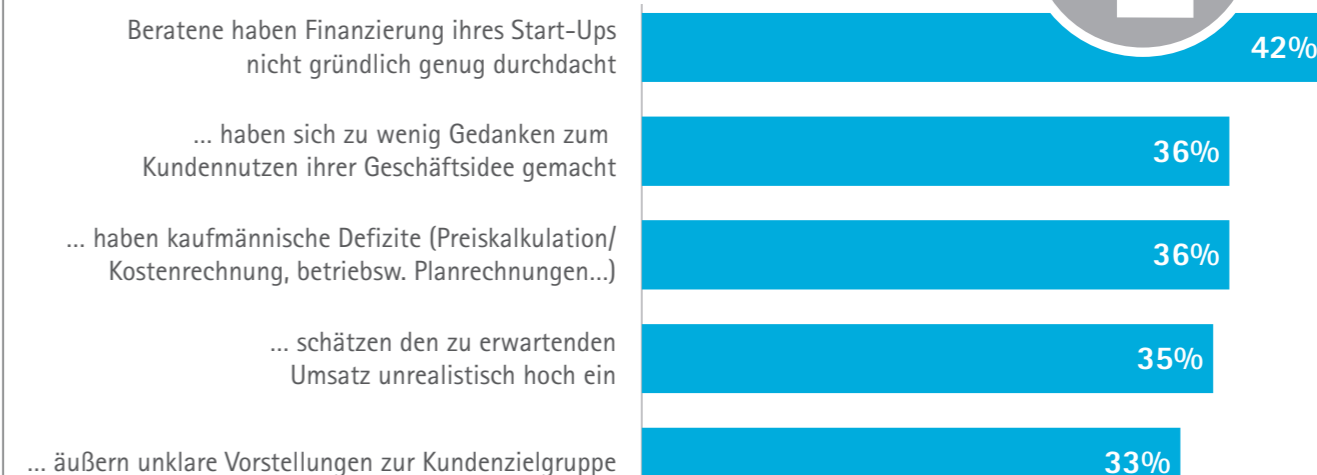 Beratene haben Finanzierung ihres Start-Ups
nicht gründlich genug durchdacht
42%
... haben sich zu wenig Gedanken zum
Kundennutzen ihrer Geschäftsidee gemacht
36%
... haben kaufmännische Defizite (Preiskalkulation/
Kostenrechnung, betriebsw. Planrechnungen...)
36%
... schätzen den zu erwartenden
Umsatz unrealistisch hoch ein
35%
... äußern unklare Vorstellungen zur Kundenzielgruppe
33%